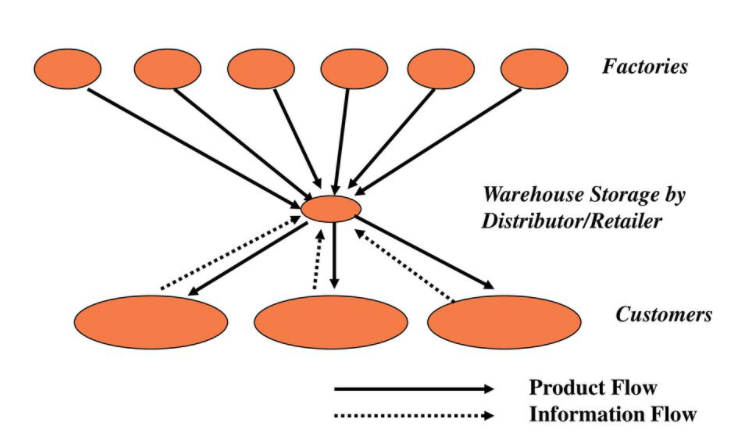 Factories
Warehouse Storage by
Distributor/Retailer
Customers
Product Flow
Information Flow